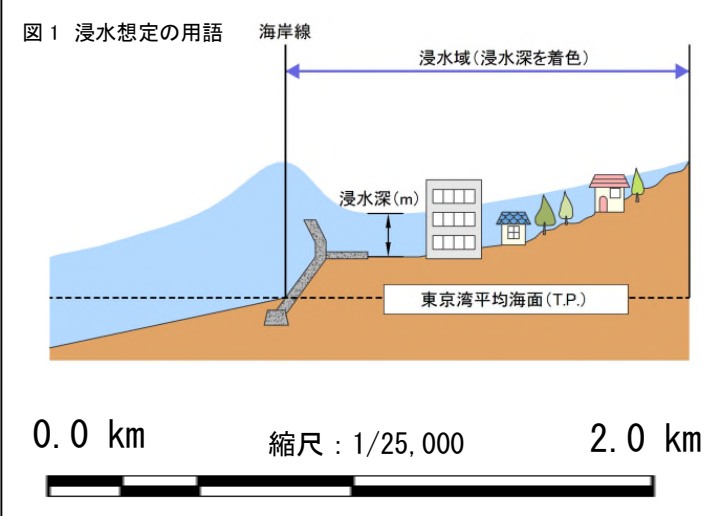 図1 浸水想定の用語
海岸線
浸水域(浸水深を着色)
浸水深(m)
東京湾平均海面(T.P.)
0.0 km
縮尺：1/25,000
2.0 km